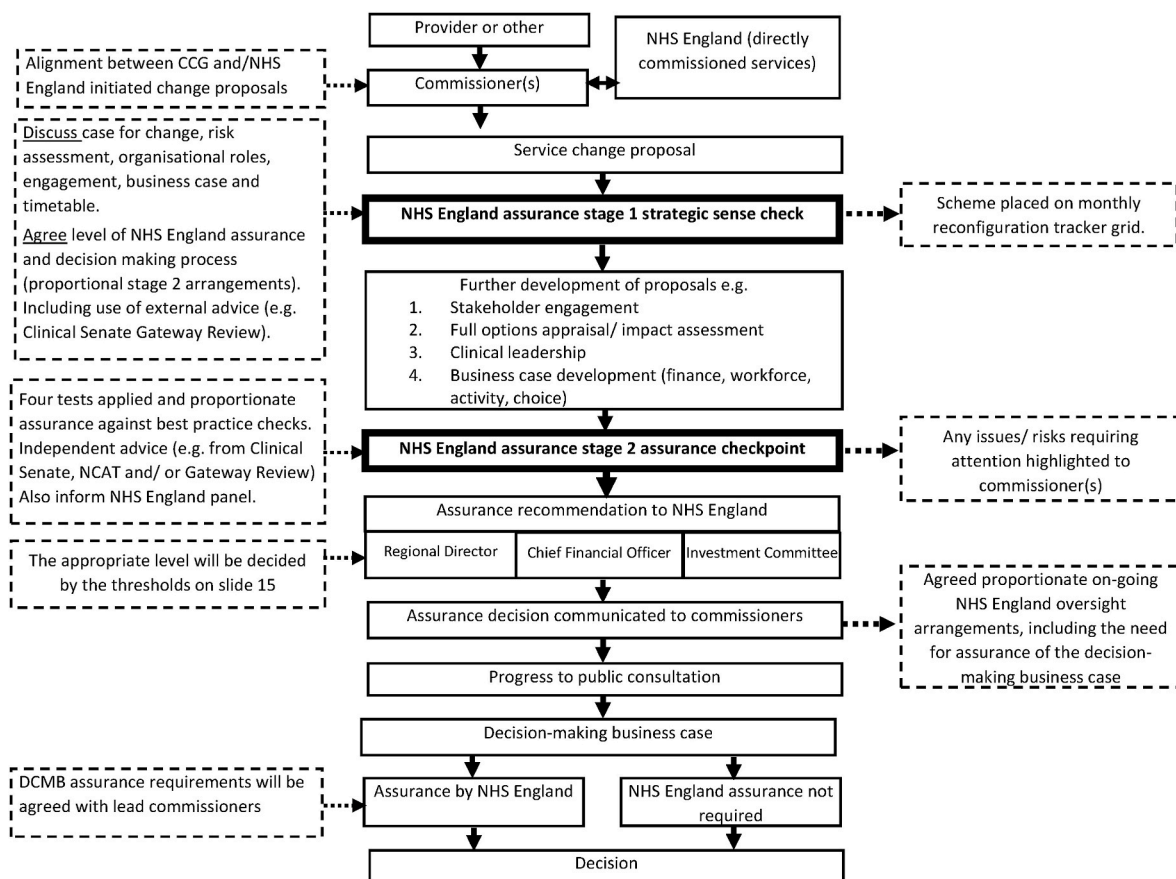 Provider or other
NHS England (directly
commissioned services)
Alignment between CCG and/NHS
England initiated change proposals
Commissioner(s)
Discuss case for change, risk
assessment, organisational roles,
engagement, business case and
timetable.
Agree level of NHS England assurance
and decision making process
(proportional stage 2 arrangements).
Including use of external advice (e.g.
Clinical Senate Gateway Review).
Service change proposal
NHS England assurance stage 1 strategic sense check
Scheme placed on monthly
reconfiguration tracker grid.
Further development of proposals e.g.
1. Stakeholder engagement
2. Full options appraisal/ impact assessment
3. Clinical leadership
4. Business case development (finance, workforce,
activity, choice)
Four tests applied and proportionate
assurance against best practice checks.
Independent advice (e.g. from Clinical
Senate, NCAT and/ or Gateway Review)
Also inform NHS England panel.
NHS England assurance stage 2 assurance checkpoint
Any issues/ risks requiring
attention highlighted to
commissioner(s)
Assurance recommendation to NHS England
Regional Director
Chief Financial Officer
Investment Committee
The appropriate level will be decided
by the thresholds on slide 15
Assurance decision communicated to commissioners
Agreed proportionate on-going
NHS England oversight
arrangements, including the need
for assurance of the decision-
making business case
Progress to public consultation
Decision-making business case
DCMB assurance requirements will be
agreed with lead commissioners
Assurance by NHS England
NHS England assurance not
required
Decision